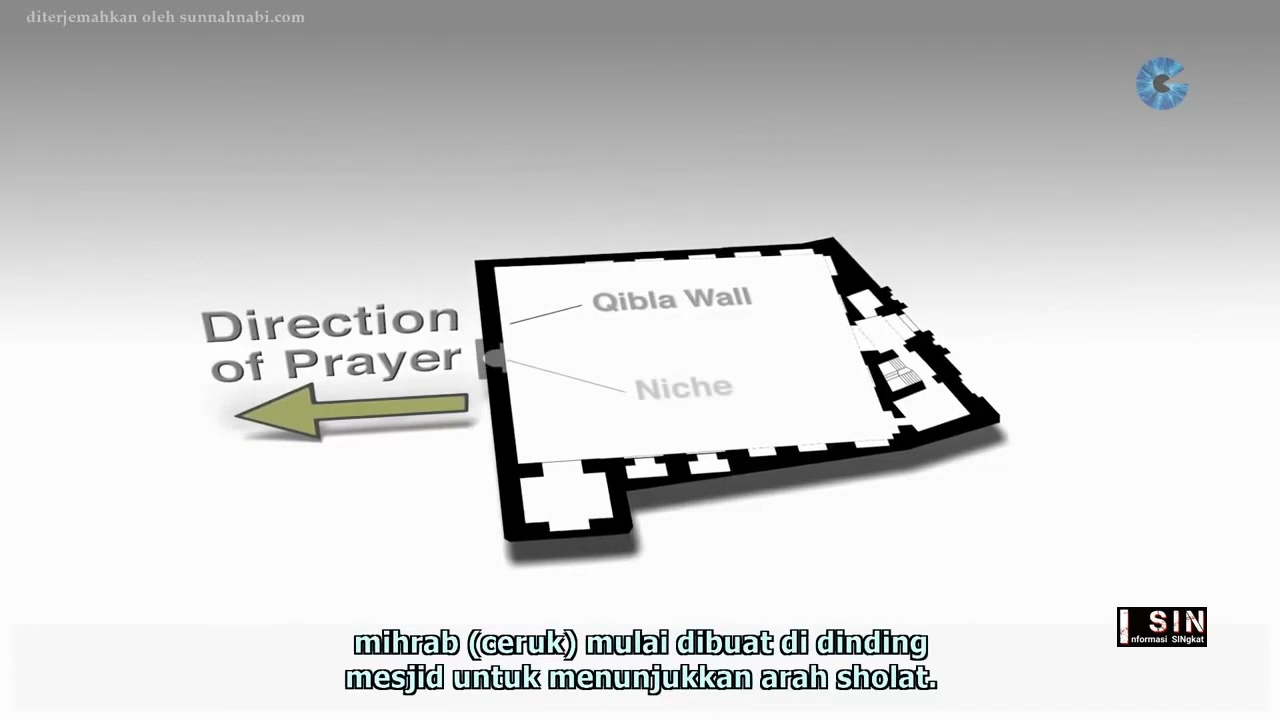 diterjemahkan oleh sunnahnabi.com
Qibla Wall
Direction
of Prayer
Niche
I SIN
nformasi SINgkat
mihrab (ceruk) mulai dibuat di dinding
mesjid untuk menunjukkan arah sholat.